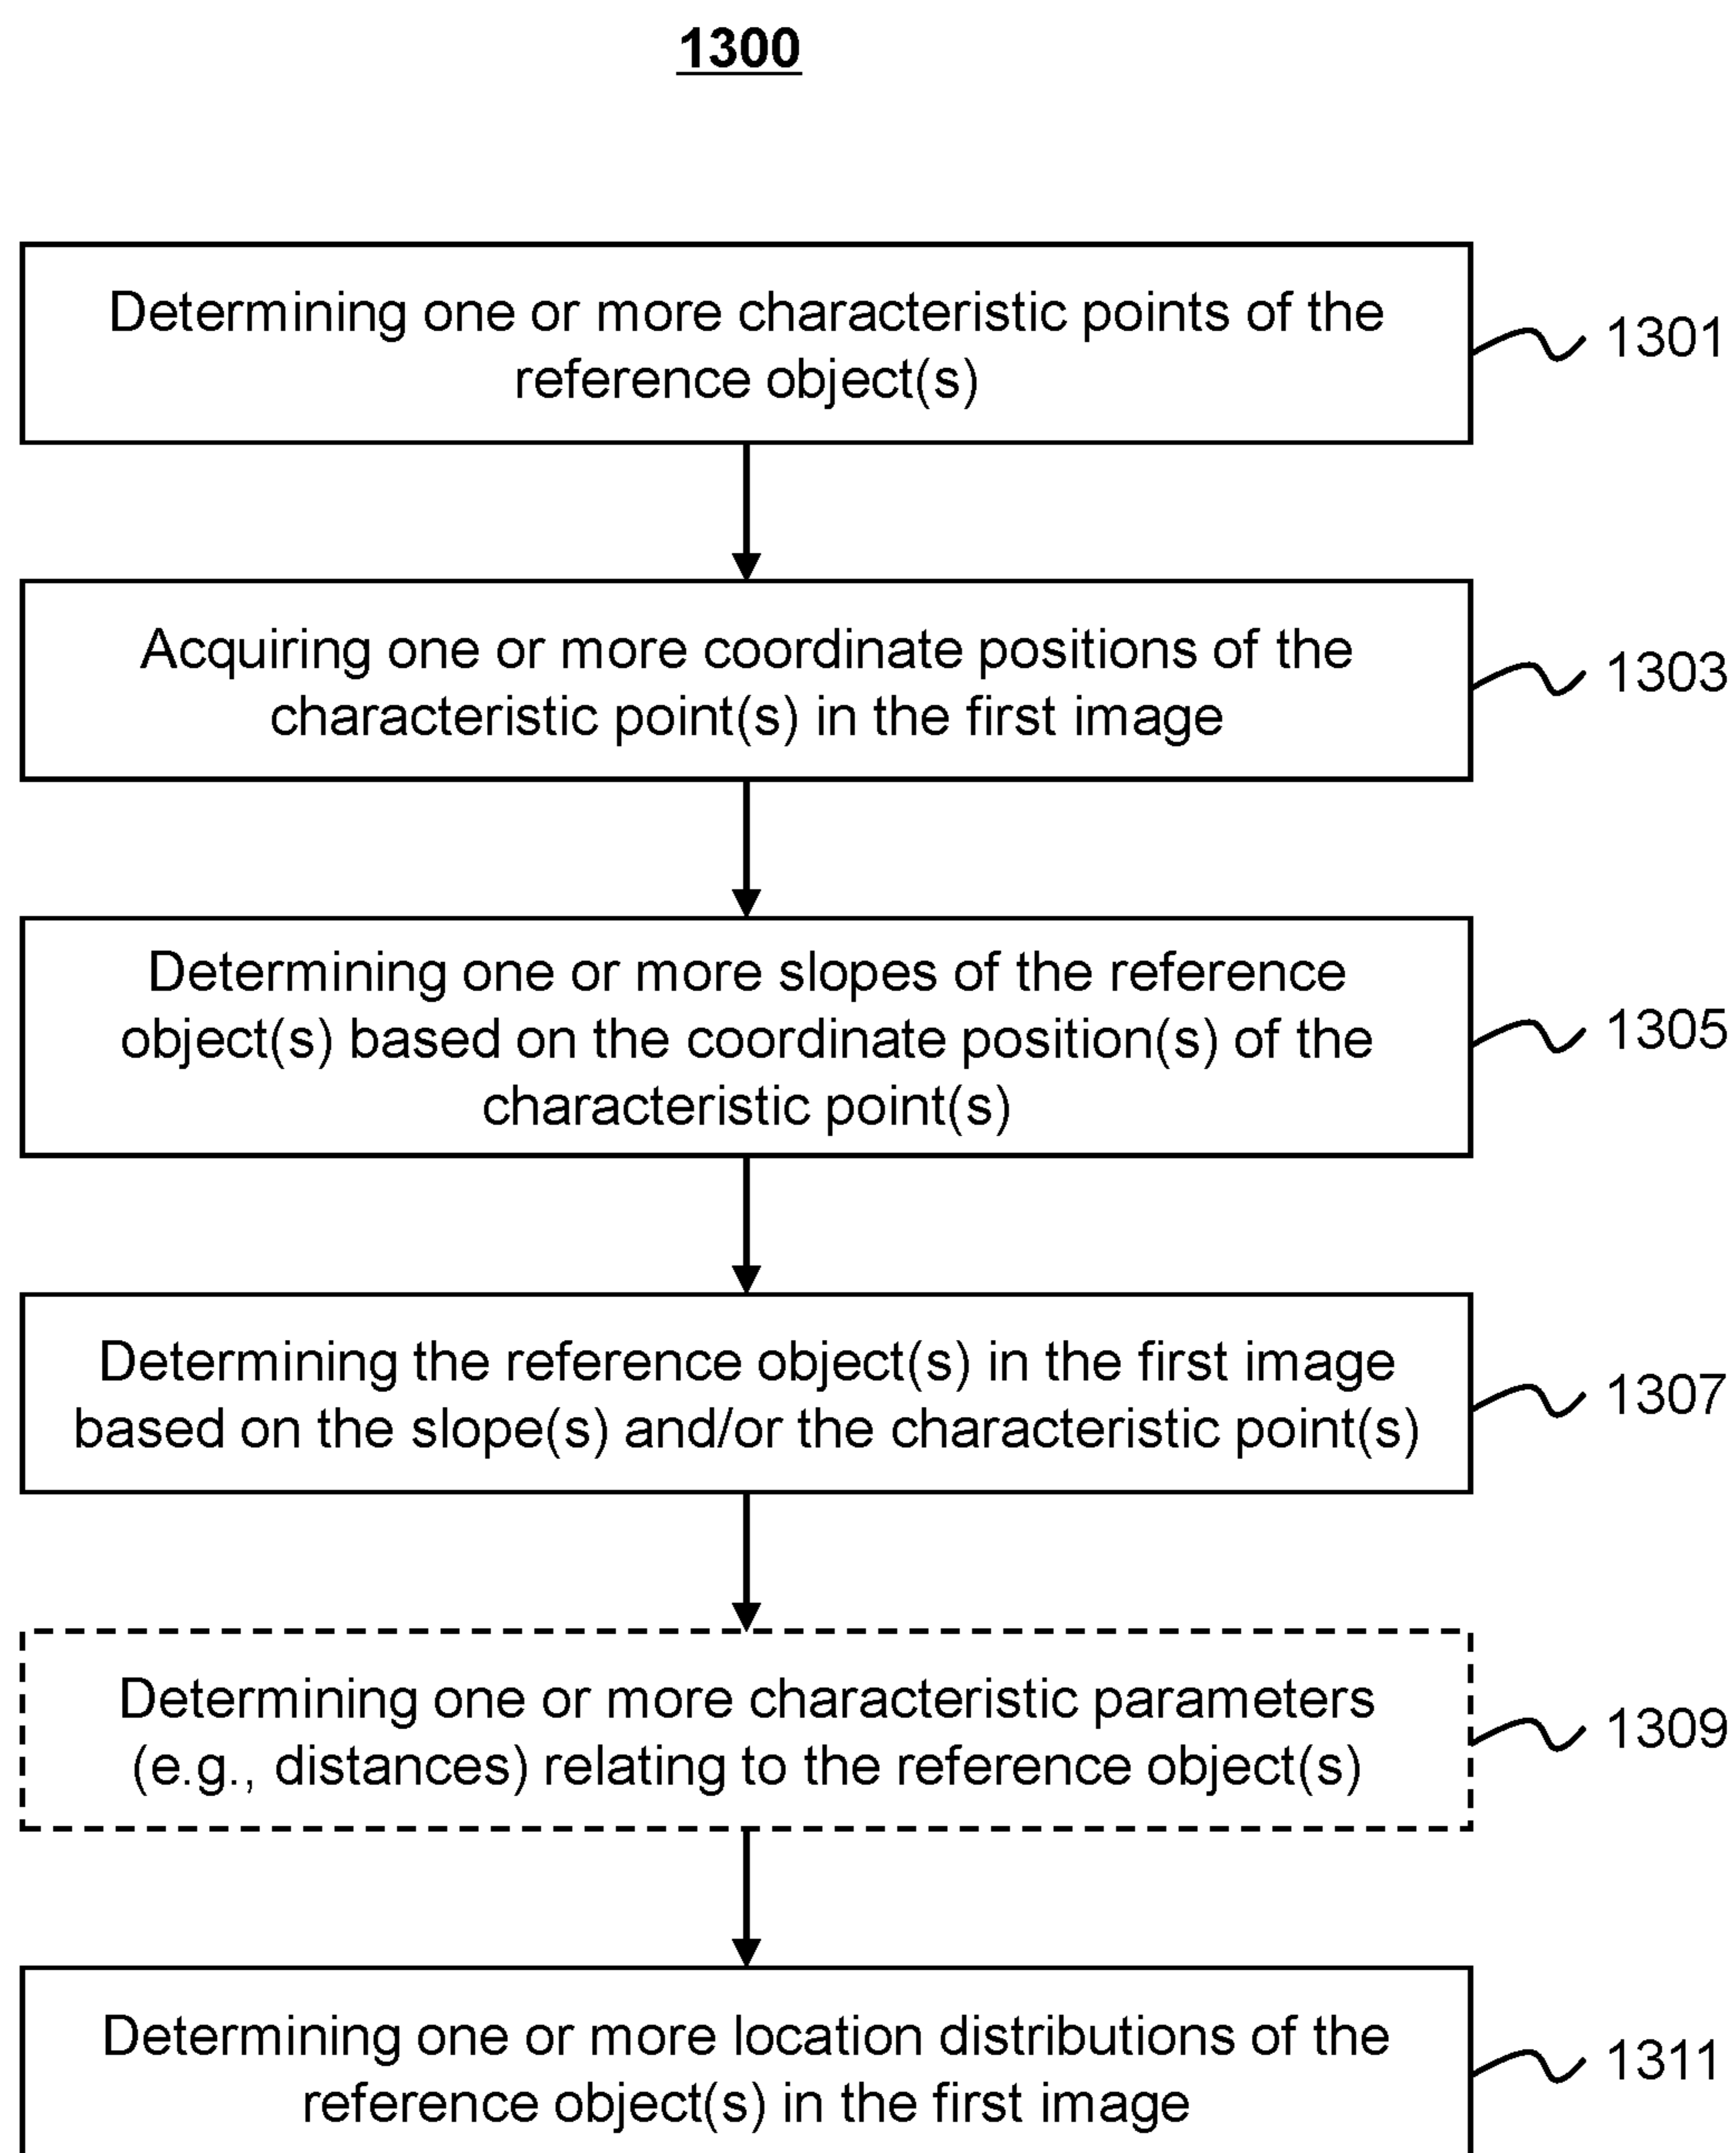 1300
Determining one or more characteristic points of the
reference object(s)
1301
Acquiring one or more coordinate positions of the
characteristic point(s) in the first image
1303
Determining one or more slopes of the reference
object(s) based on the coordinate position(s) of the
characteristic point(s)
1305
Determining the reference object(s) in the first image
based on the slope(s) and/or the characteristic point(s)
1307
Determining one or more characteristic parameters
(e.g., distances) relating to the reference object(s)
1309
Determining one or more location distributions of the
reference object(s) in the first image
1311